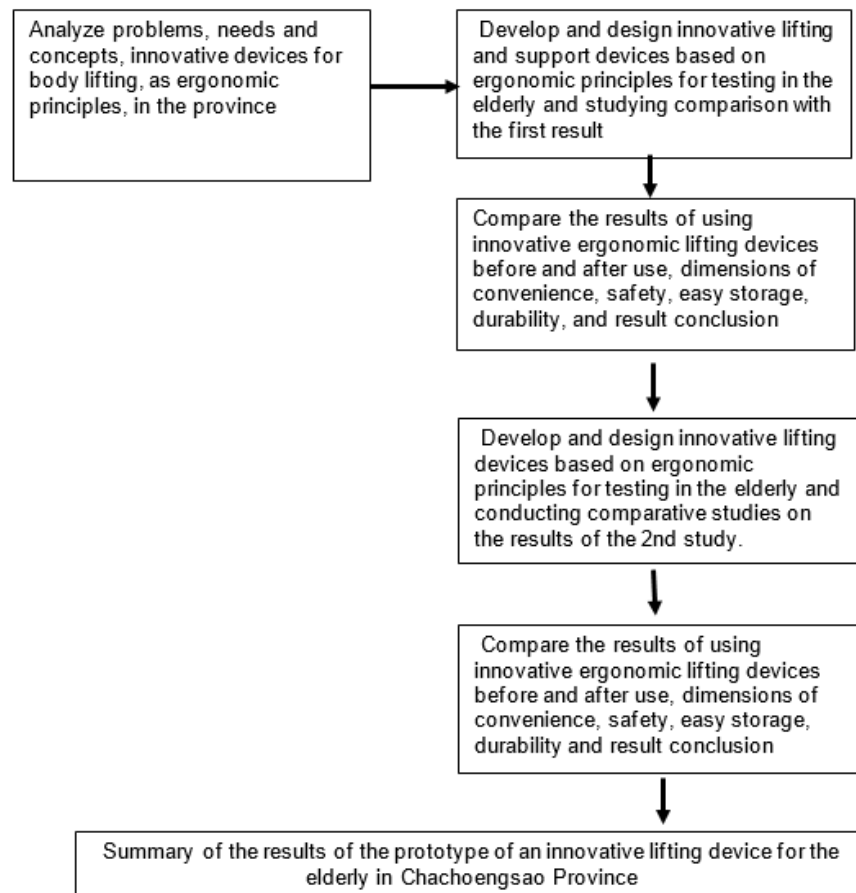 Analyze problems, needs and
concepts, innovative devices for
body lifting, as ergonomic
principles, in the province
Develop and design innovative lifting
and support devices based on
ergonomic principles for testing in the
elderly and studying comparison with
the first result
Compare the results of using
innovative ergonomic lifting devices
before and after use, dimensions of
convenience, safety, easy storage,
durability, and result conclusion
Develop and design innovative lifting
devices based on ergonomic
principles for testing in the elderly and
conducting comparative studies on
the results of the 2nd study.
Compare the results of using
innovative ergonomic lifting devices
before and after use, dimensions of
convenience, safety, easy storage,
durability and result conclusion
Summary of the results of the prototype of an innovative lifting device for the
elderly in Chachoengsao Province